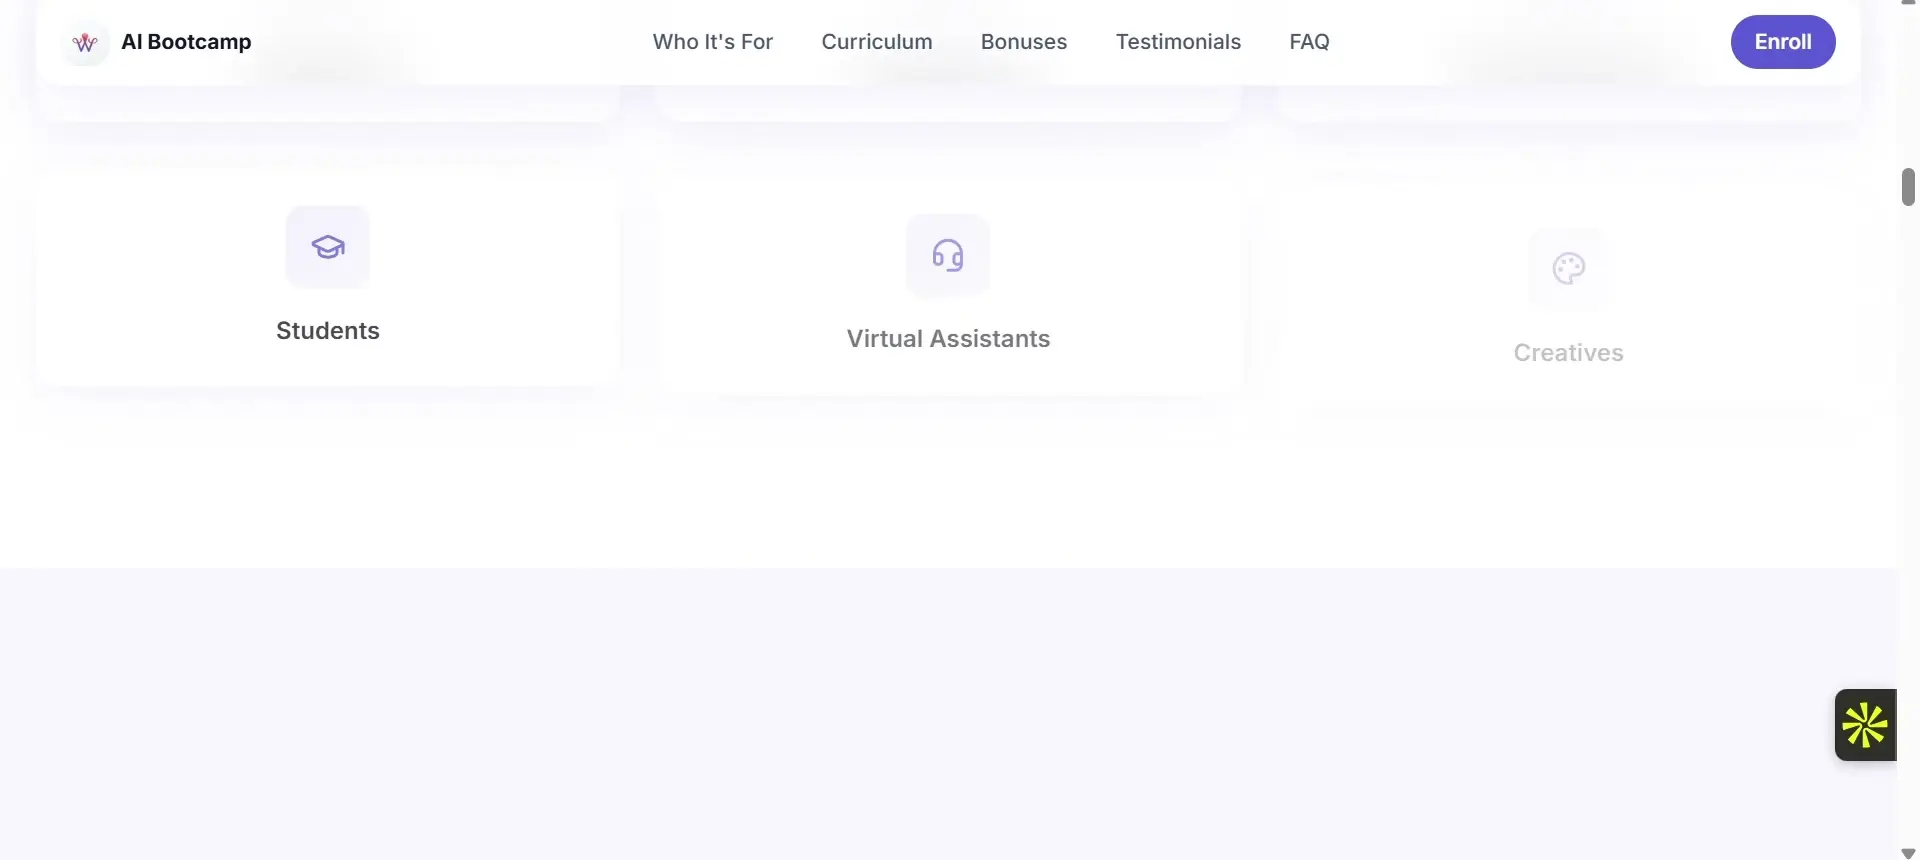 AI Bootcamp
Who It's For
Curriculum
Bonuses
Testimonials
FAQ
Enroll
Students
Virtual Assistants
Creatives